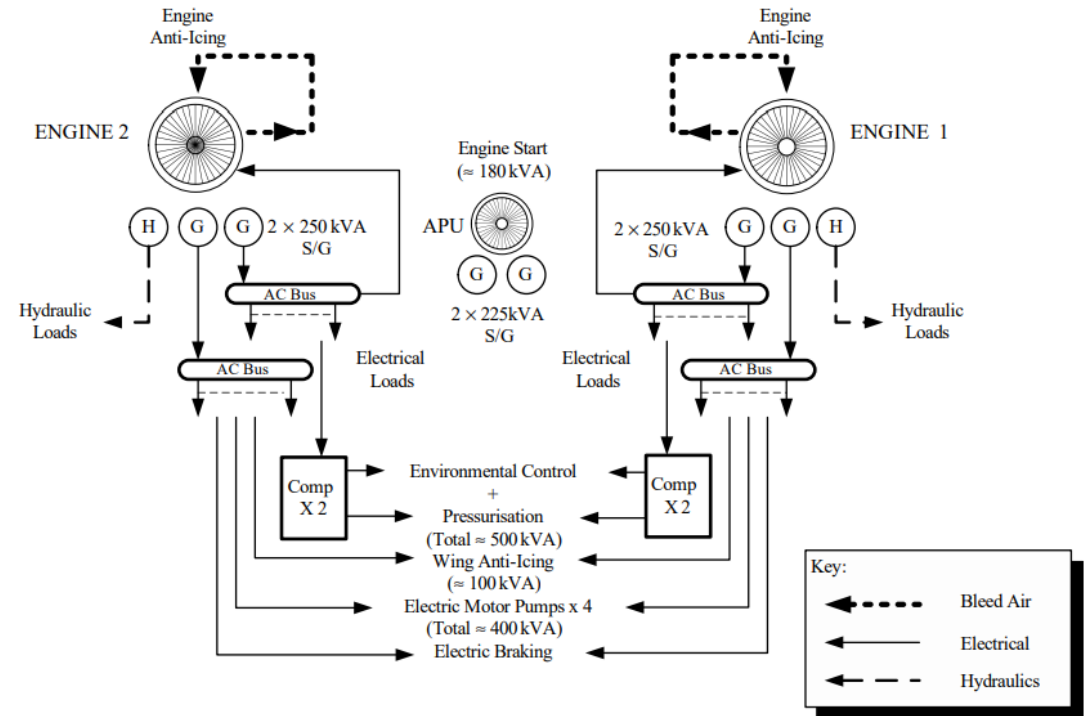 Engine
Anti-Icing
Engine
Anti-Icing
ENGINE 2
ENGINE 1
Engine Start
(≈ 180 kVA)
APU
H
G
G
2 × 250 kVA
S/G
G
G
2 × 225kVA
S/G
2 × 250 kVA
S/G
G
G
H
AC Bus
AC Bus
Hydraulic
Loads
Hydraulic
Loads
Electrical
Loads
Electrical
Loads
AC Bus
AC Bus
Comp
X 2
Comp
X 2
Environmental Control
+
Pressurisation
(Total ≈ 500 kVA)
Wing Anti-Icing
(≈ 100 kVA)
Electric Motor Pumps x 4
(Total ≈ 400 kVA)
Electric Braking
Key:
Bleed Air
Electrical
Hydraulics